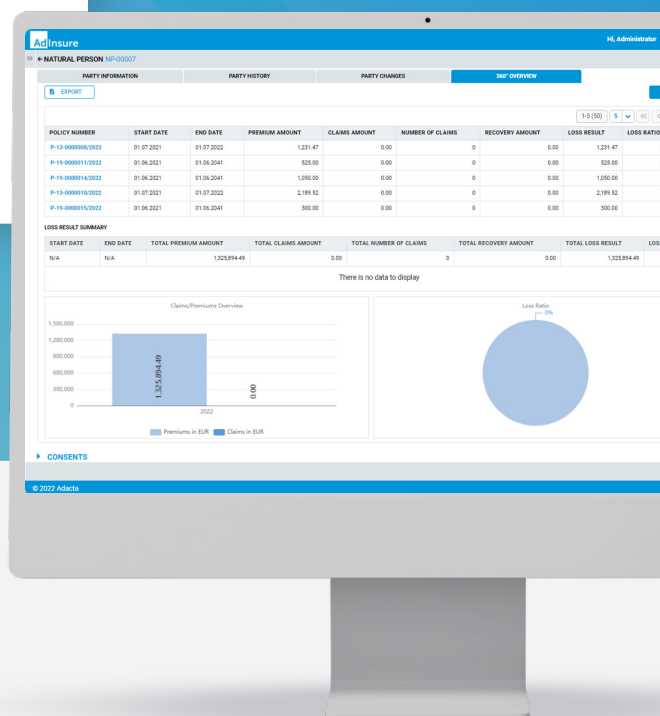 AdInsure
Hi, Administrator
» ← NATURAL PERSON NP-00007
PARTY INFORMATION PARTY HISTORY PARTY CHANGES 360° OVERVIEW
EXPORT
1-5 (50) 5
POLICY NUMBER START DATE END DATE PREMIUM AMOUNT CLAIMS AMOUNT NUMBER OF CLAIMS RECOVERY AMOUNT LOSS RESULT LOSS RATIO
P-13-0000008/2022 01.07.2021 01.07.2022 1,231.47 0.00 0 0.00 1,231.47
P-19-0000011/2022 01.06.2021 01.06.2041 525.00 0.00 0 0.00 525.00
P-19-0000014/2022 01.06.2021 01.06.2041 1,050.00 0.00 0 0.00 1,050.00
P-13-0000010/2022 01.07.2021 01.07.2022 2,189.52 0.00 0 0.00 2,189.52
P-19-0000015/2022 01.06.2021 01.06.2041 300.00 0.00 0 0.00 300.00
LOSS RESULT SUMMARY
START DATE END DATE TOTAL PREMIUM AMOUNT TOTAL CLAIMS AMOUNT TOTAL NUMBER OF CLAIMS TOTAL RECOVERY AMOUNT TOTAL LOSS RESULT LOS
N/A N/A 1,325,894.49 0.00 0 0.00 1,325,894.49
There is no data to display
Claims/Premiums Overview
1,500,000
1,200,000
900,000
600,000
300,000
0
1,325,894.49
0.00
2022
Premiums in EUR Claims in EUR
Loss Ratio
0%
CONSENTS
© 2022 Adacta